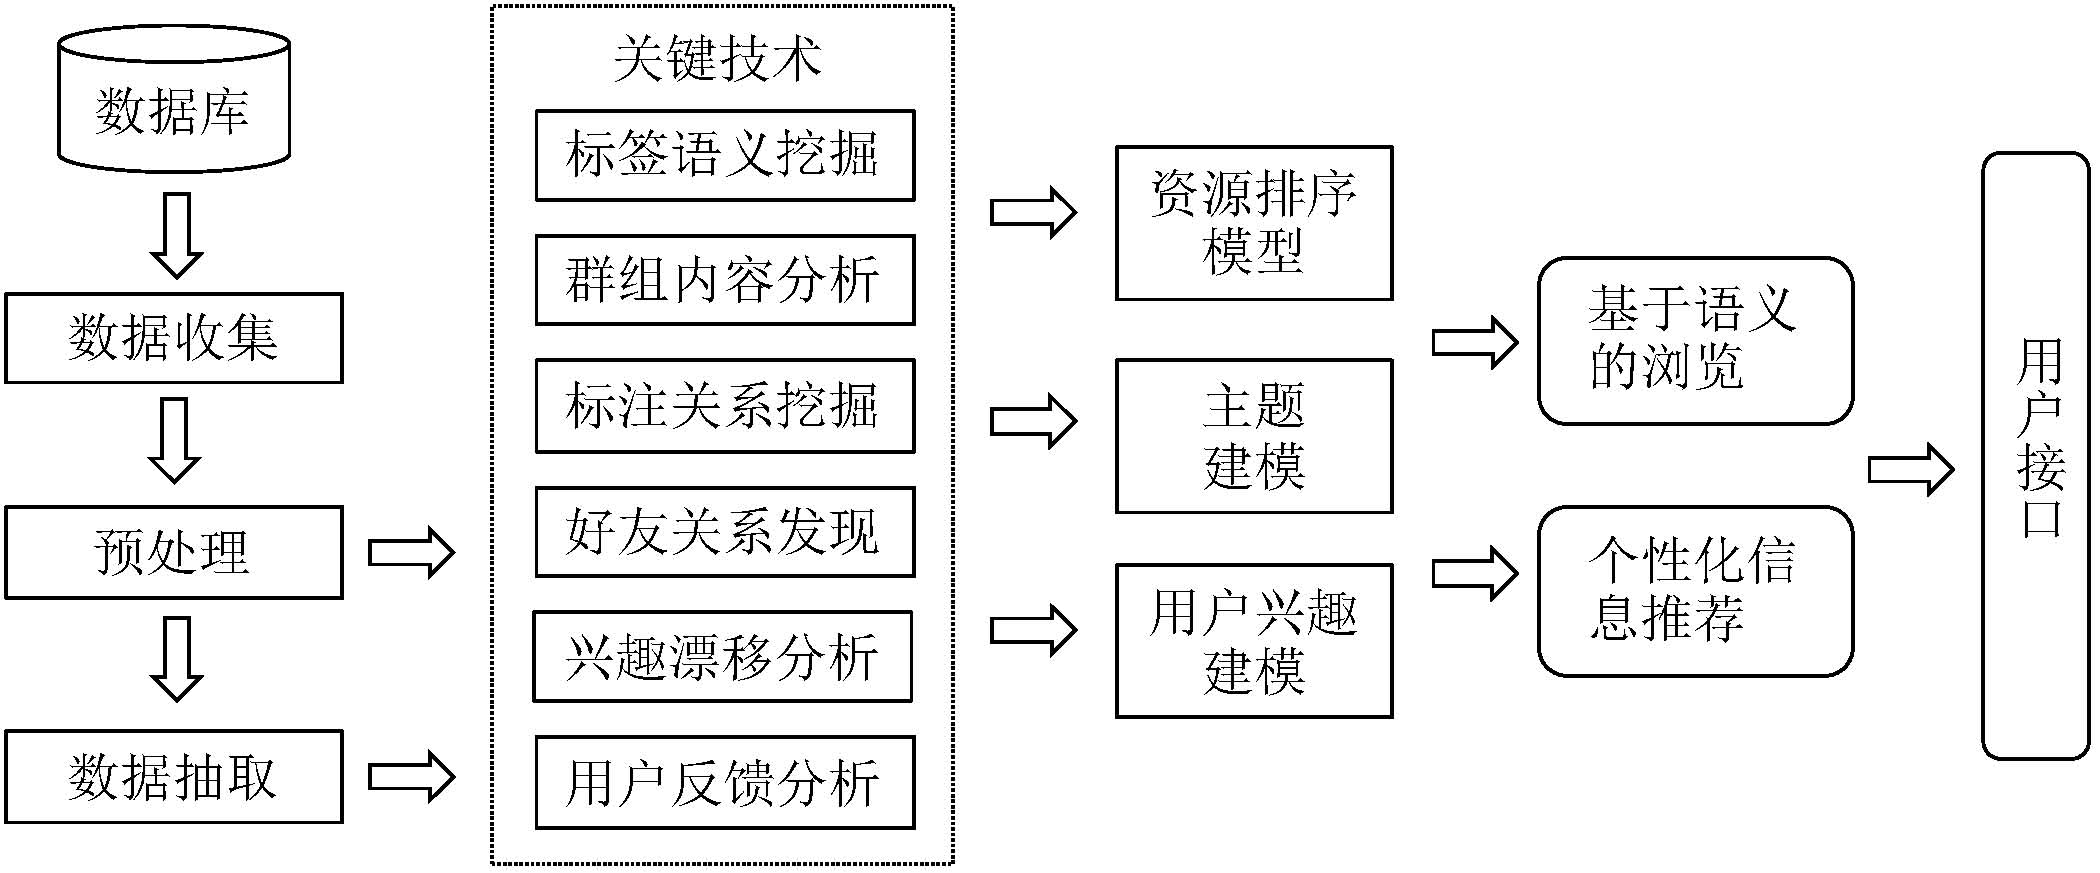 数据库
数据收集
预处理
数据抽取
关键技术
标签语义挖掘
群组内容分析
标注关系挖掘
好友关系发现
兴趣漂移分析
用户反馈分析
资源排序
模型
主题
建模
用户兴趣
建模
基于语义
的浏览
个性化信
息推荐
用户接口